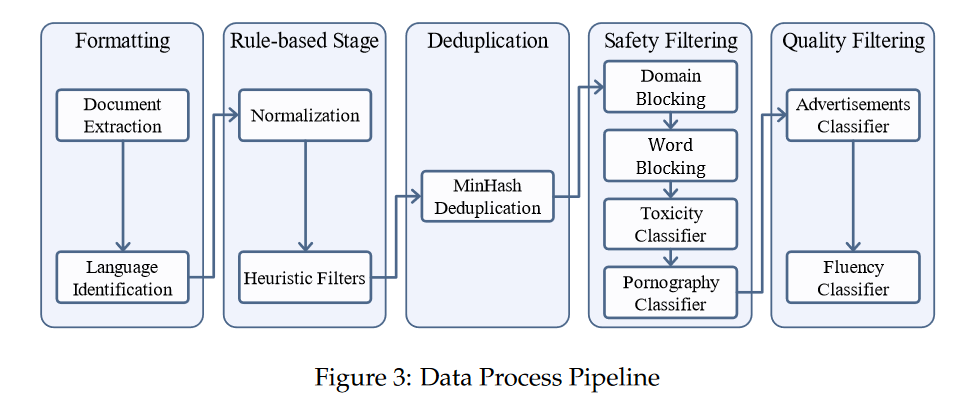 Formatting
Document
Extraction
Language
Identification
Rule-based Stage
Normalization
Heuristic Filters
Deduplication
MinHash
Deduplication
Safety Filtering
Domain
Blocking
Word
Blocking
Toxicity
Classifier
Pornography
Classifier
Quality Filtering
Advertisements
Classifier
Fluency
Classifier
Figure 3: Data Process Pipeline